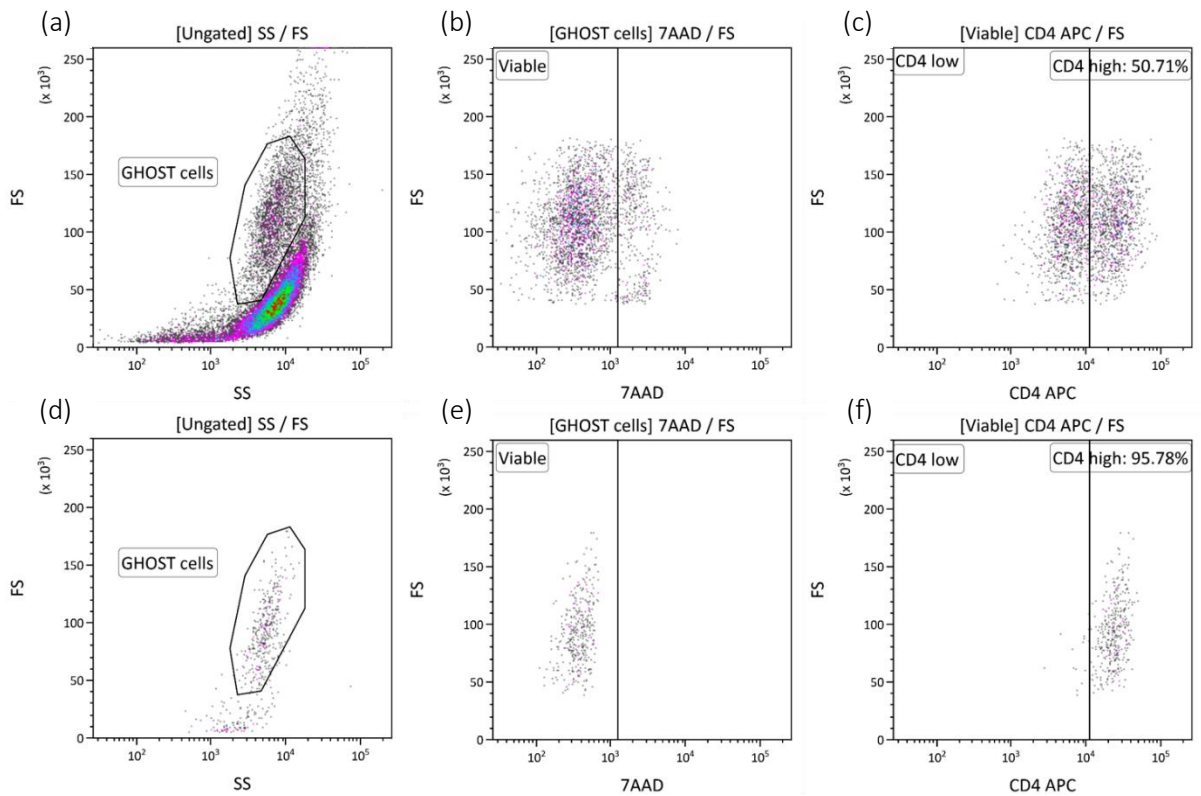 (a)
[Ungated] SS / FS
(x 10³)
FS
250
200
150
100
50
0
GHOST cells
10² 10³ 10⁴ 10⁵
SS
(b)
[GHOST cells] 7AAD / FS
(x 10³)
FS
250
200
150
100
50
0
Viable
10² 10³ 10⁴ 10⁵
7AAD
(c)
[Viable] CD4 APC / FS
(x 10³)
FS
250
200
150
100
50
0
CD4 low
CD4 high: 50.71%
10² 10³ 10⁴ 10⁵
CD4 APC
(d)
[Ungated] SS / FS
(x 10³)
FS
250
200
150
100
50
0
GHOST cells
10² 10³ 10⁴ 10⁵
SS
(e)
[GHOST cells] 7AAD / FS
(x 10³)
FS
250
200
150
100
50
0
Viable
10² 10³ 10⁴ 10⁵
7AAD
(f)
[Viable] CD4 APC / FS
(x 10³)
FS
250
200
150
100
50
0
CD4 low
CD4 high: 95.78%
10² 10³ 10⁴ 10⁵
CD4 APC